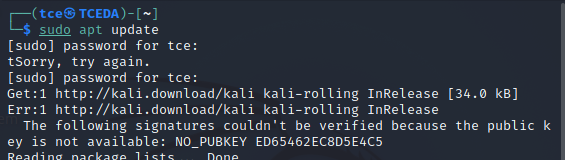 ┌──(tce㉿TCEDA)-[~]
└─$ sudo apt update
[sudo] password for tce:
tSorry, try again.
[sudo] password for tce:
Get:1 http://kali.download/kali kali-rolling InRelease [34.0 kB]
Err:1 http://kali.download/kali kali-rolling InRelease
  The following signatures couldn't be verified because the public k
ey is not available: NO_PUBKEY ED65462EC8D5E4C5
Reading package lists... Done